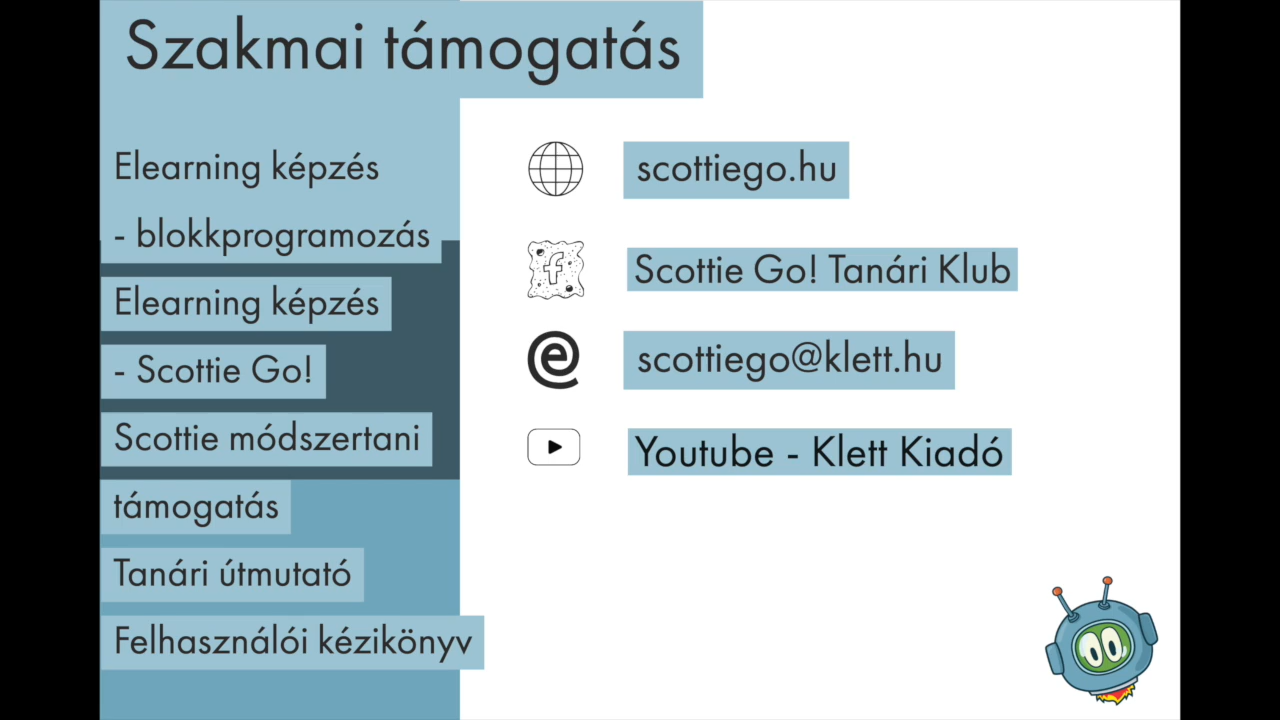 Szakmai támogatás
Elearning képzés
- blokkprogramozás
Elearning képzés
- Scottie Go!
Scottie módszertani
támogatás
Tanári útmutató
Felhasználói kézikönyv
scottiego.hu
Scottie Go! Tanári Klub
scottiego@klett.hu
Youtube - Klett Kiadó